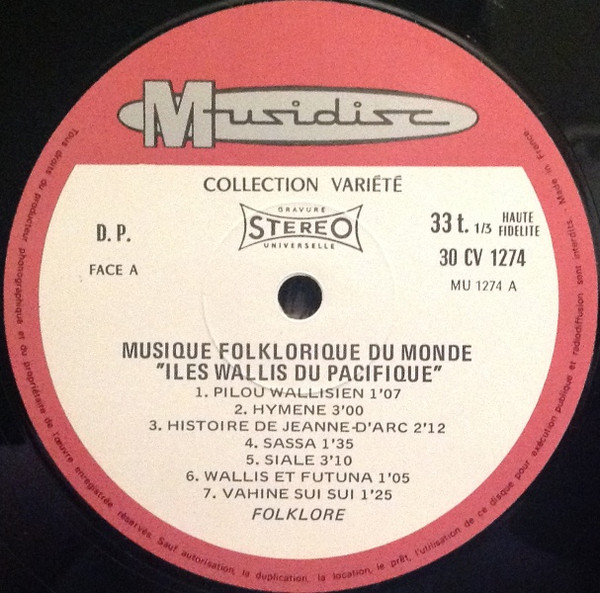 Musidisc
COLLECTION VARIÉTÉ
GRAVURE
STEREO
UNIVERSELLE
D.P.
FACE A
33 t. 1/3 HAUTE FIDELITE
30 CV 1274
MU 1274 A
MUSIQUE FOLKLORIQUE DU MONDE
"ILES WALLIS DU PACIFIQUE"
1. PILOU WALLISIEN 1'07
2. HYMENE 3'00
3. HISTOIRE DE JEANNE-D'ARC 2'12
4. SASSA 1'35
5. SIALE 3'10
6. WALLIS ET FUTUNA 1'05
7. VAHINE SUI SUI 1'25
FOLKLORE
Tous droits du producteur phonographique et du propriétaire de l'œuvre enregistrée réservés. Sauf autorisation, la duplication, la location, le prêt, l'utilisation de ce disque pour exécution publique et radiodiffusion sont interdits. Made in France